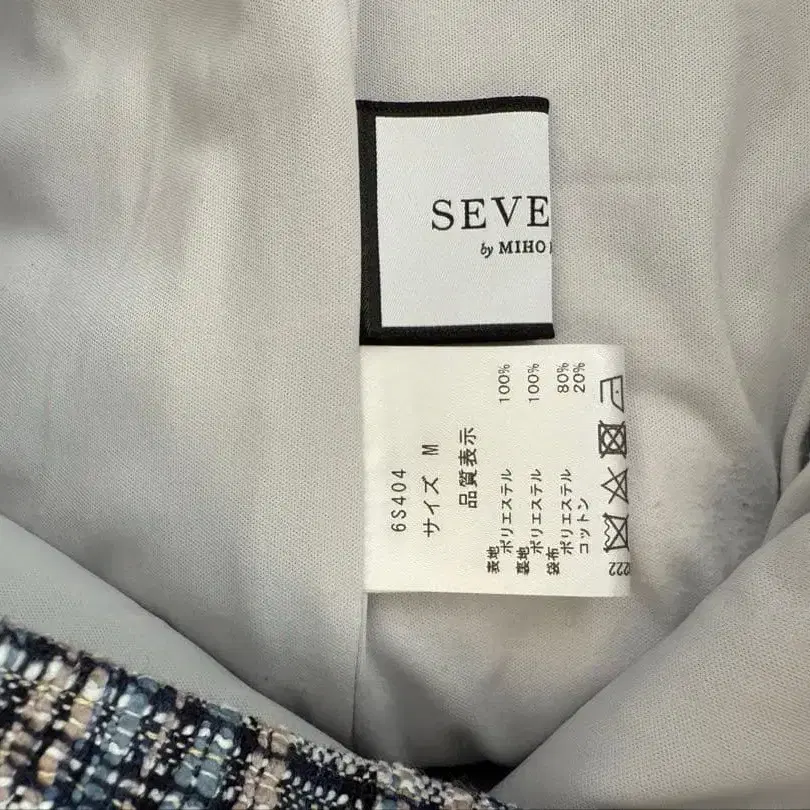 SEVE
by MIHO
6S404
サイズ M
品質表示
表地
ポリエステル 100%
裏地
ポリエステル 100%
袋布
ポリエステル 80%
コットン 20%
222